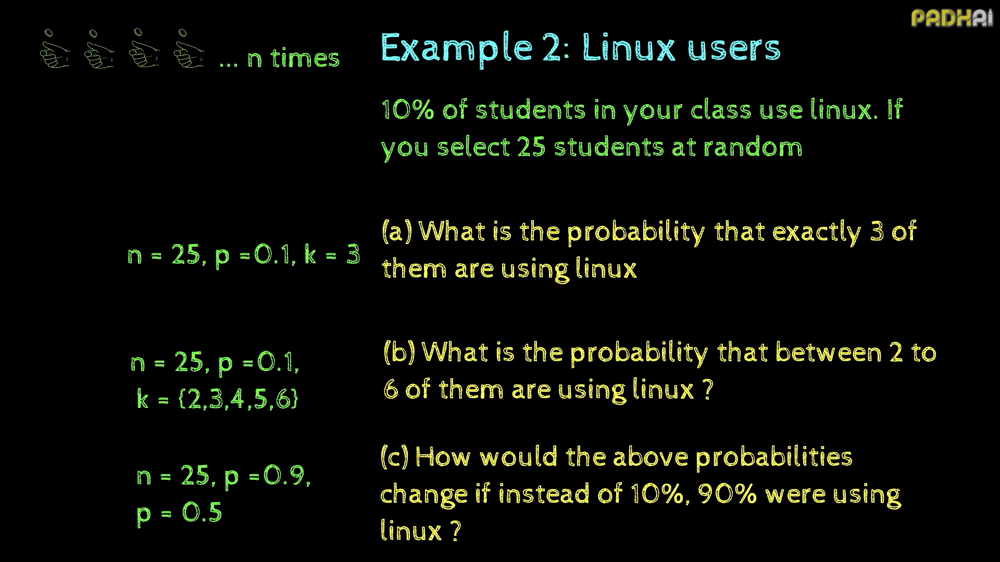 PADHAI
... n times
Example 2: Linux users
10% of students in your class use linux. If
you select 25 students at random
n = 25, p =0.1, k = 3
(a) What is the probability that exactly 3 of
them are using linux
n = 25, p =0.1,
k = {2,3,4,5,6}
(b) What is the probability that between 2 to
6 of them are using linux ?
n = 25, p =0.9,
p = 0.5
(c) How would the above probabilities
change if instead of 10%, 90% were using
linux ?